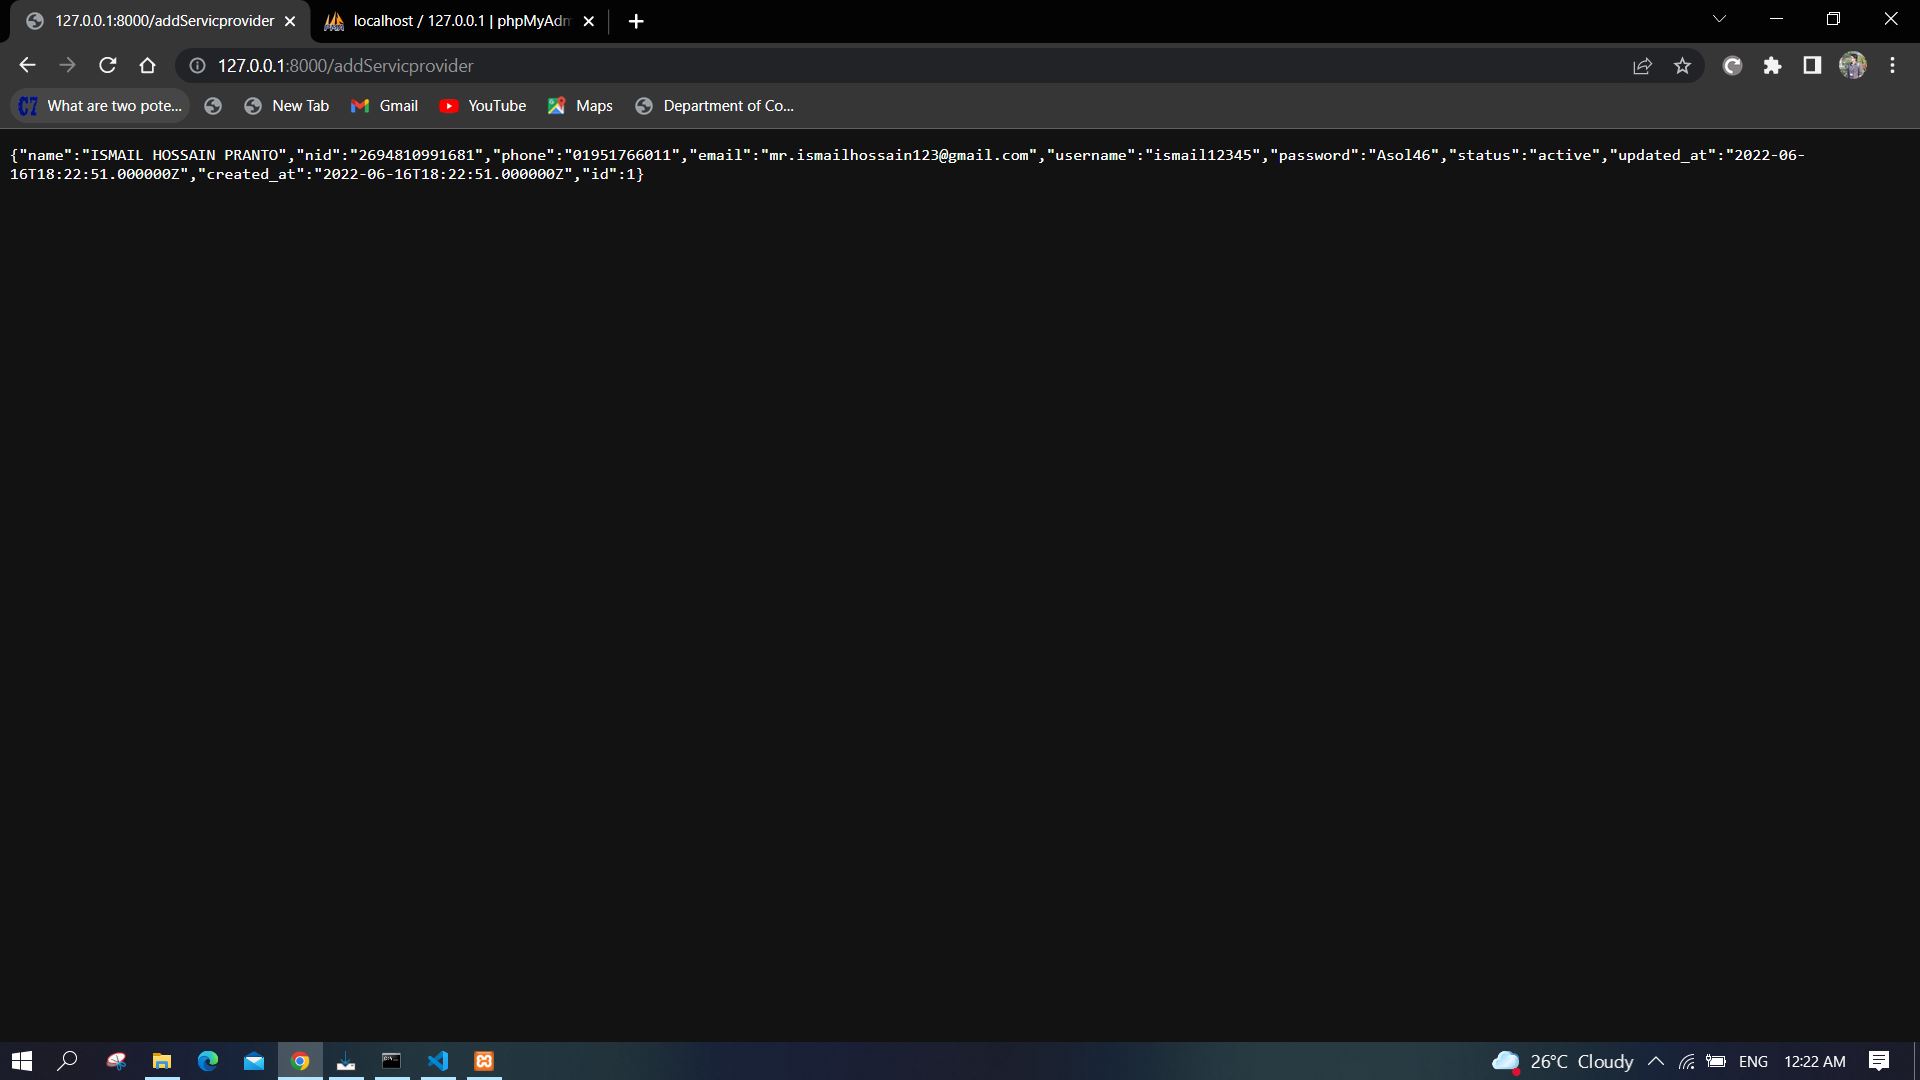 127.0.0.1:8000/addServicprovider
localhost / 127.0.0.1 | phpMyAdm
127.0.0.1:8000/addServicprovider
What are two pote...
New Tab
Gmail
YouTube
Maps
Department of Co...
{"name":"ISMAIL HOSSAIN PRANTO","nid":"2694810991681","phone":"01951766011","email":"mr.ismailhossain123@gmail.com","username":"ismail12345","password":"Asol46","status":"active","updated_at":"2022-06-
16T18:22:51.000000Z","created_at":"2022-06-16T18:22:51.000000Z","id":1}
26°C Cloudy
ENG
12:22 AM